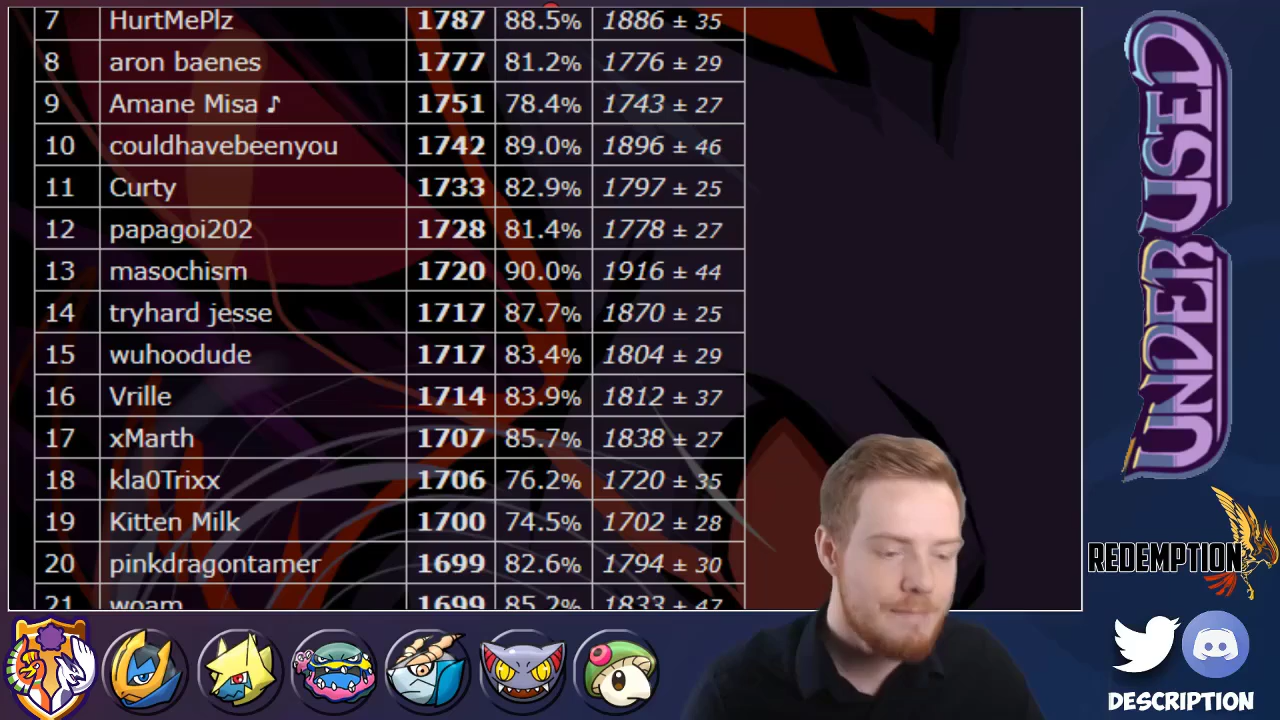 7 HurtMePlz 1787 88.5% 1886 ± 35
8 aron baenes 1777 81.2% 1776 ± 29
9 Amane Misa ♪ 1751 78.4% 1743 ± 27
10 couldhavebeenyou 1742 89.0% 1896 ± 46
11 Curty 1733 82.9% 1797 ± 25
12 papagoi202 1728 81.4% 1778 ± 27
13 masochism 1720 90.0% 1916 ± 44
14 tryhard jesse 1717 87.7% 1870 ± 25
15 wuhoodude 1717 83.4% 1804 ± 29
16 Vrille 1714 83.9% 1812 ± 37
17 xMarth 1707 85.7% 1838 ± 27
18 kla0Trixx 1706 76.2% 1720 ± 35
19 Kitten Milk 1700 74.5% 1702 ± 28
20 pinkdragontamer 1699 82.6% 1794 ± 30
21 woam 1699 85.2% 1833 ± 47
UNDERUSED
REDEMPTION
DESCRIPTION